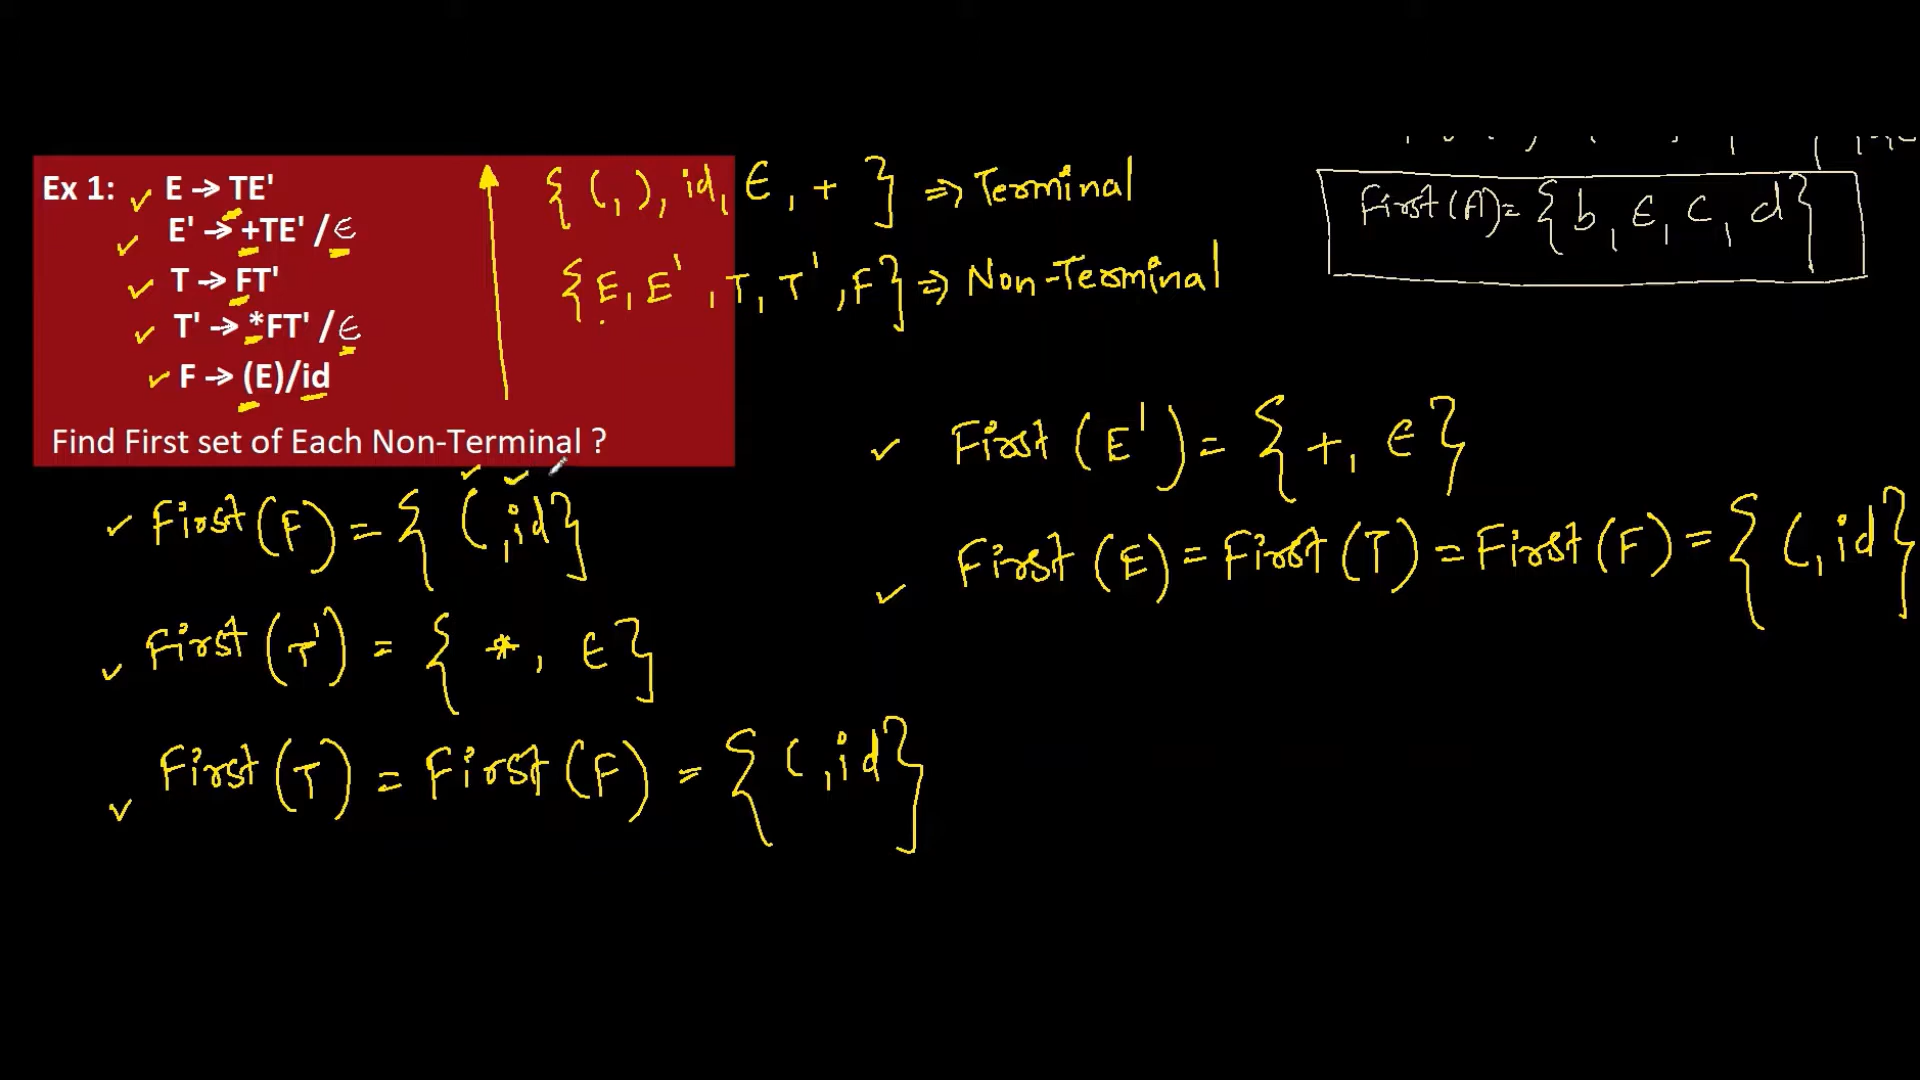 Ex 1: E → TE'
E' → +TE' / ε
T → FT'
T' → *FT' / ε
F → (E)/id
Find First set of Each Non-Terminal ?
{ (, ), id, ε, + } ⇒ Terminal
{ E, E', T, T', F } ⇒ Non-Terminal
First (A) = { b, ε, c, d }
First (F) = { (, id }
First (T') = { *, ε }
First (T) = First (F) = { (, id }
First (E') = { +, ε }
First (E) = First (T) = First (F) = { (, id }